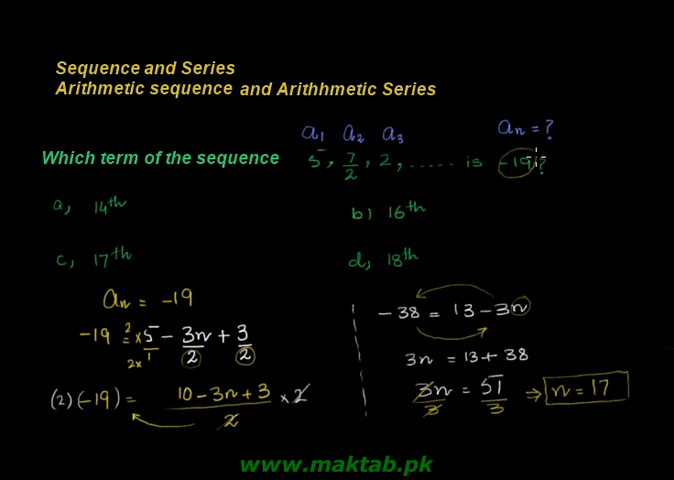 Sequence and Series
Arithmetic sequence and Arithhmetic Series
a₁ a₂ a₃ aₙ = ?
Which term of the sequence 5, 7/2, 2, ..... is -19?
a, 14th
b) 16th
c, 17th
d, 18th
aₙ = -19
-19 = 2×5/2×1 - 3n/2 + 3/2
(2)(-19) = 10 - 3n + 3 / 2 × 2
-38 = 13 - 3n
3n = 13 + 38
3n/3 = 51/3 ⇒ n = 17
www.maktab.pk